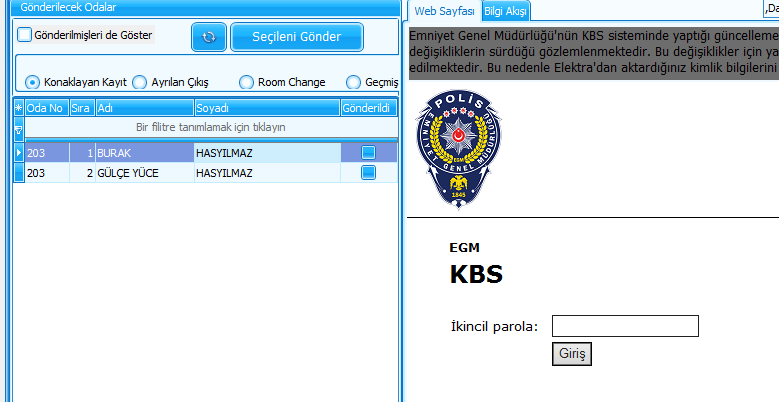 Gönderilecek Odalar
Gönderilmişleri de Göster
Seçileni Gönder
Konaklayan Kayıt
Ayrılan Çıkış
Room Change
Geçmiş
Oda No Sıra Adı Soyadı Gönderildi
Bir filitre tanımlamak için tıklayın
203 1 BURAK HASYILMAZ
203 2 GÜLÇE YÜCE HASYILMAZ
Web Sayfası
Bilgi Akışı
,Da
Emniyet Genel Müdürlüğü'nün KBS sisteminde yaptığı güncelleme
değişikliklerin sürdüğü gözlemlenmektedir. Bu değişiklikler için ya
edilmektedir. Bu nedenle Elektra'dan aktardığınız kimlik bilgilerini
POLİS
EMNİYET GENEL MÜDÜRLÜĞÜ
EGM
1845
EGM
KBS
İkincil parola:
Giriş